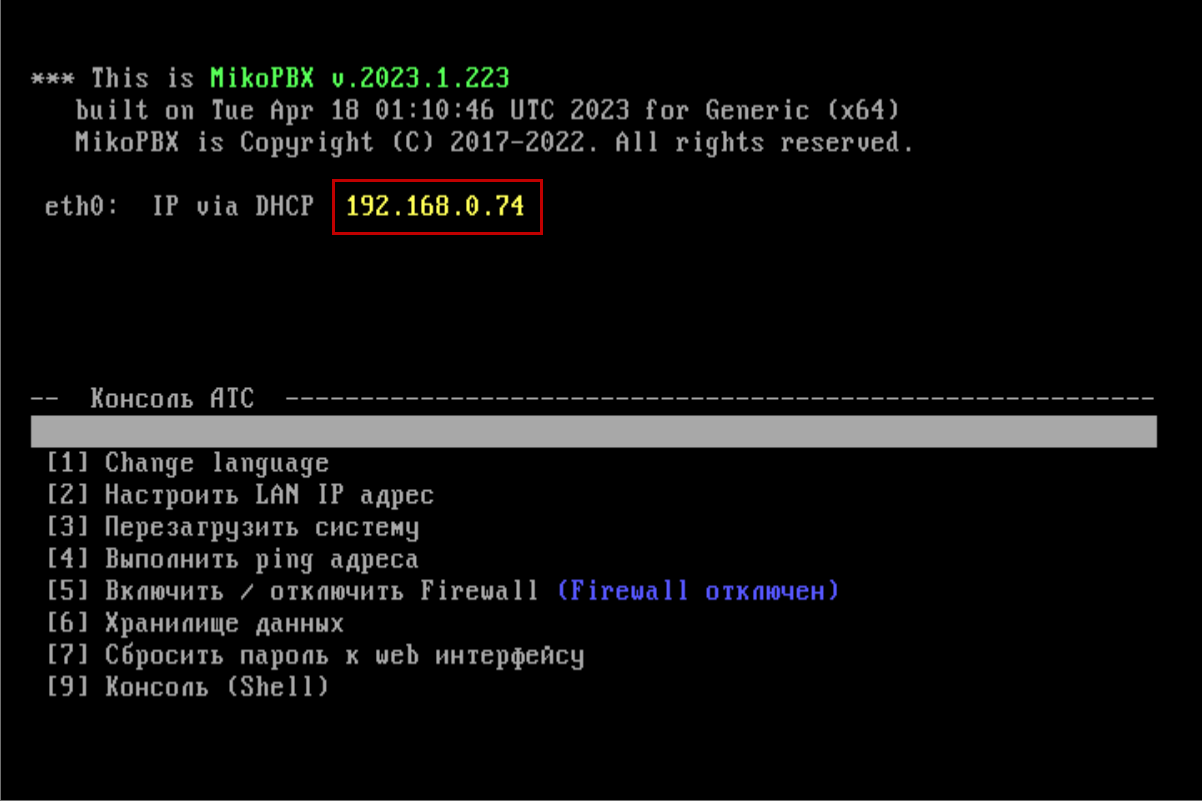 *** This is MikoPBX v.2023.1.223
built on Tue Apr 18 01:10:46 UTC 2023 for Generic (x64)
MikoPBX is Copyright (C) 2017-2022. All rights reserved.
eth0: IP via DHCP 192.168.0.74
-- Консоль АТС ----------------------------------------------------------
[1] Change language
[2] Настроить LAN IP адрес
[3] Перезагрузить систему
[4] Выполнить ping адреса
[5] Включить / отключить Firewall (Firewall отключен)
[6] Хранилище данных
[7] Сбросить пароль к web интерфейсу
[9] Консоль (Shell)